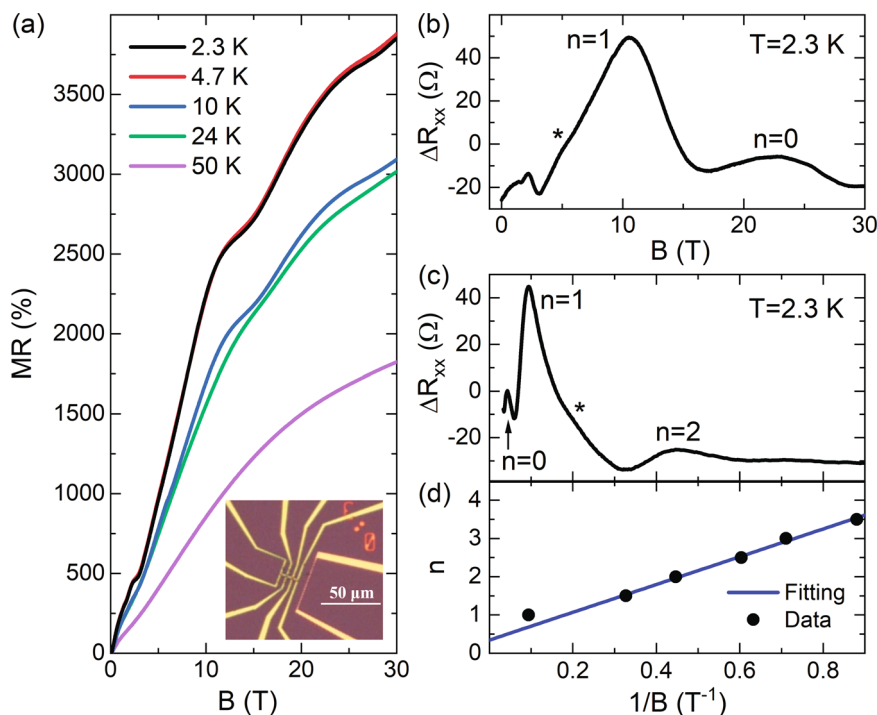 (a)
2.3 K
4.7 K
10 K
24 K
50 K
MR (%)
3500
3000
2500
2000
1500
1000
500
0
50 µm
0 10 20 30
B (T)
(b)
n=1
T=2.3 K
*
n=0
ΔRxx (Ω)
40
20
0
-20
0 10 20 30
B (T)
(c)
n=1
T=2.3 K
*
n=2
n=0
ΔRxx (Ω)
40
20
0
-20
(d)
n
4
3
2
1
0
Fitting
Data
0.2 0.4 0.6 0.8
1/B (T⁻¹)